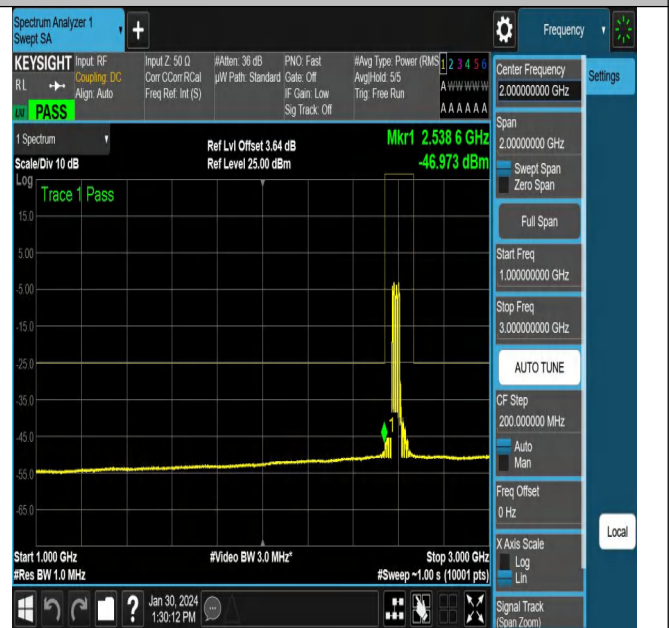 Spectrum Analyzer 1
Swept SA
+
Frequency
KEYSIGHT
RL
LXI PASS
Input: RF
Coupling: DC
Align: Auto
Input Z: 50 Ω
Corr CCorr RCal
Freq Ref: Int (S)
#Atten: 36 dB
µW Path: Standard
PNO: Fast
Gate: Off
IF Gain: Low
Sig Track: Off
#Avg Type: Power (RMS
Avg|Hold: 5/5
Trig: Free Run
1 2 3 4 5 6
A W W W W W
A A A A A A
1 Spectrum
Scale/Div 10 dB
Ref Lvl Offset 3.64 dB
Ref Level 25.00 dBm
Mkr1 2.538 6 GHz
-46.973 dBm
Log
Trace 1 Pass
15.0
5.00
-5.00
-15.0
-25.0
-35.0
-45.0
-55.0
-65.0
1
Start 1.000 GHz
#Res BW 1.0 MHz
#Video BW 3.0 MHz*
Stop 3.000 GHz
#Sweep ~1.00 s (10001 pts)
?
Jan 30, 2024
1:30:12 PM
Center Frequency
2.00000000 GHz
Settings
Span
2.00000000 GHz
Swept Span
Zero Span
Full Span
Start Freq
1.000000000 GHz
Stop Freq
3.000000000 GHz
AUTO TUNE
CF Step
200.000000 MHz
Auto
Man
Freq Offset
0 Hz
Local
X Axis Scale
Log
Lin
Signal Track
(Span Zoom)